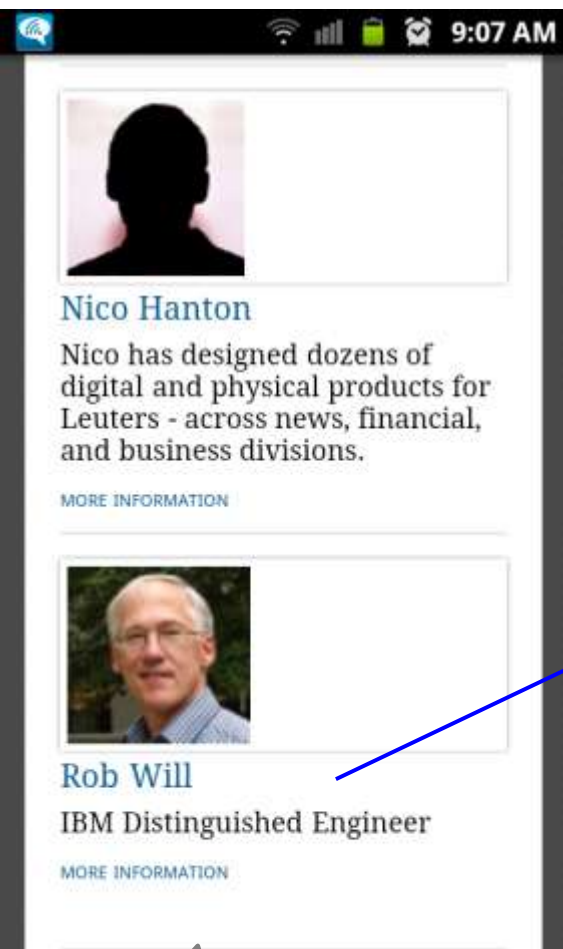 9:07 AM
Nico Hanton
Nico has designed dozens of
digital and physical products for
Leuters - across news, financial,
and business divisions.
MORE INFORMATION
Rob Will
IBM Distinguished Engineer
MORE INFORMATION